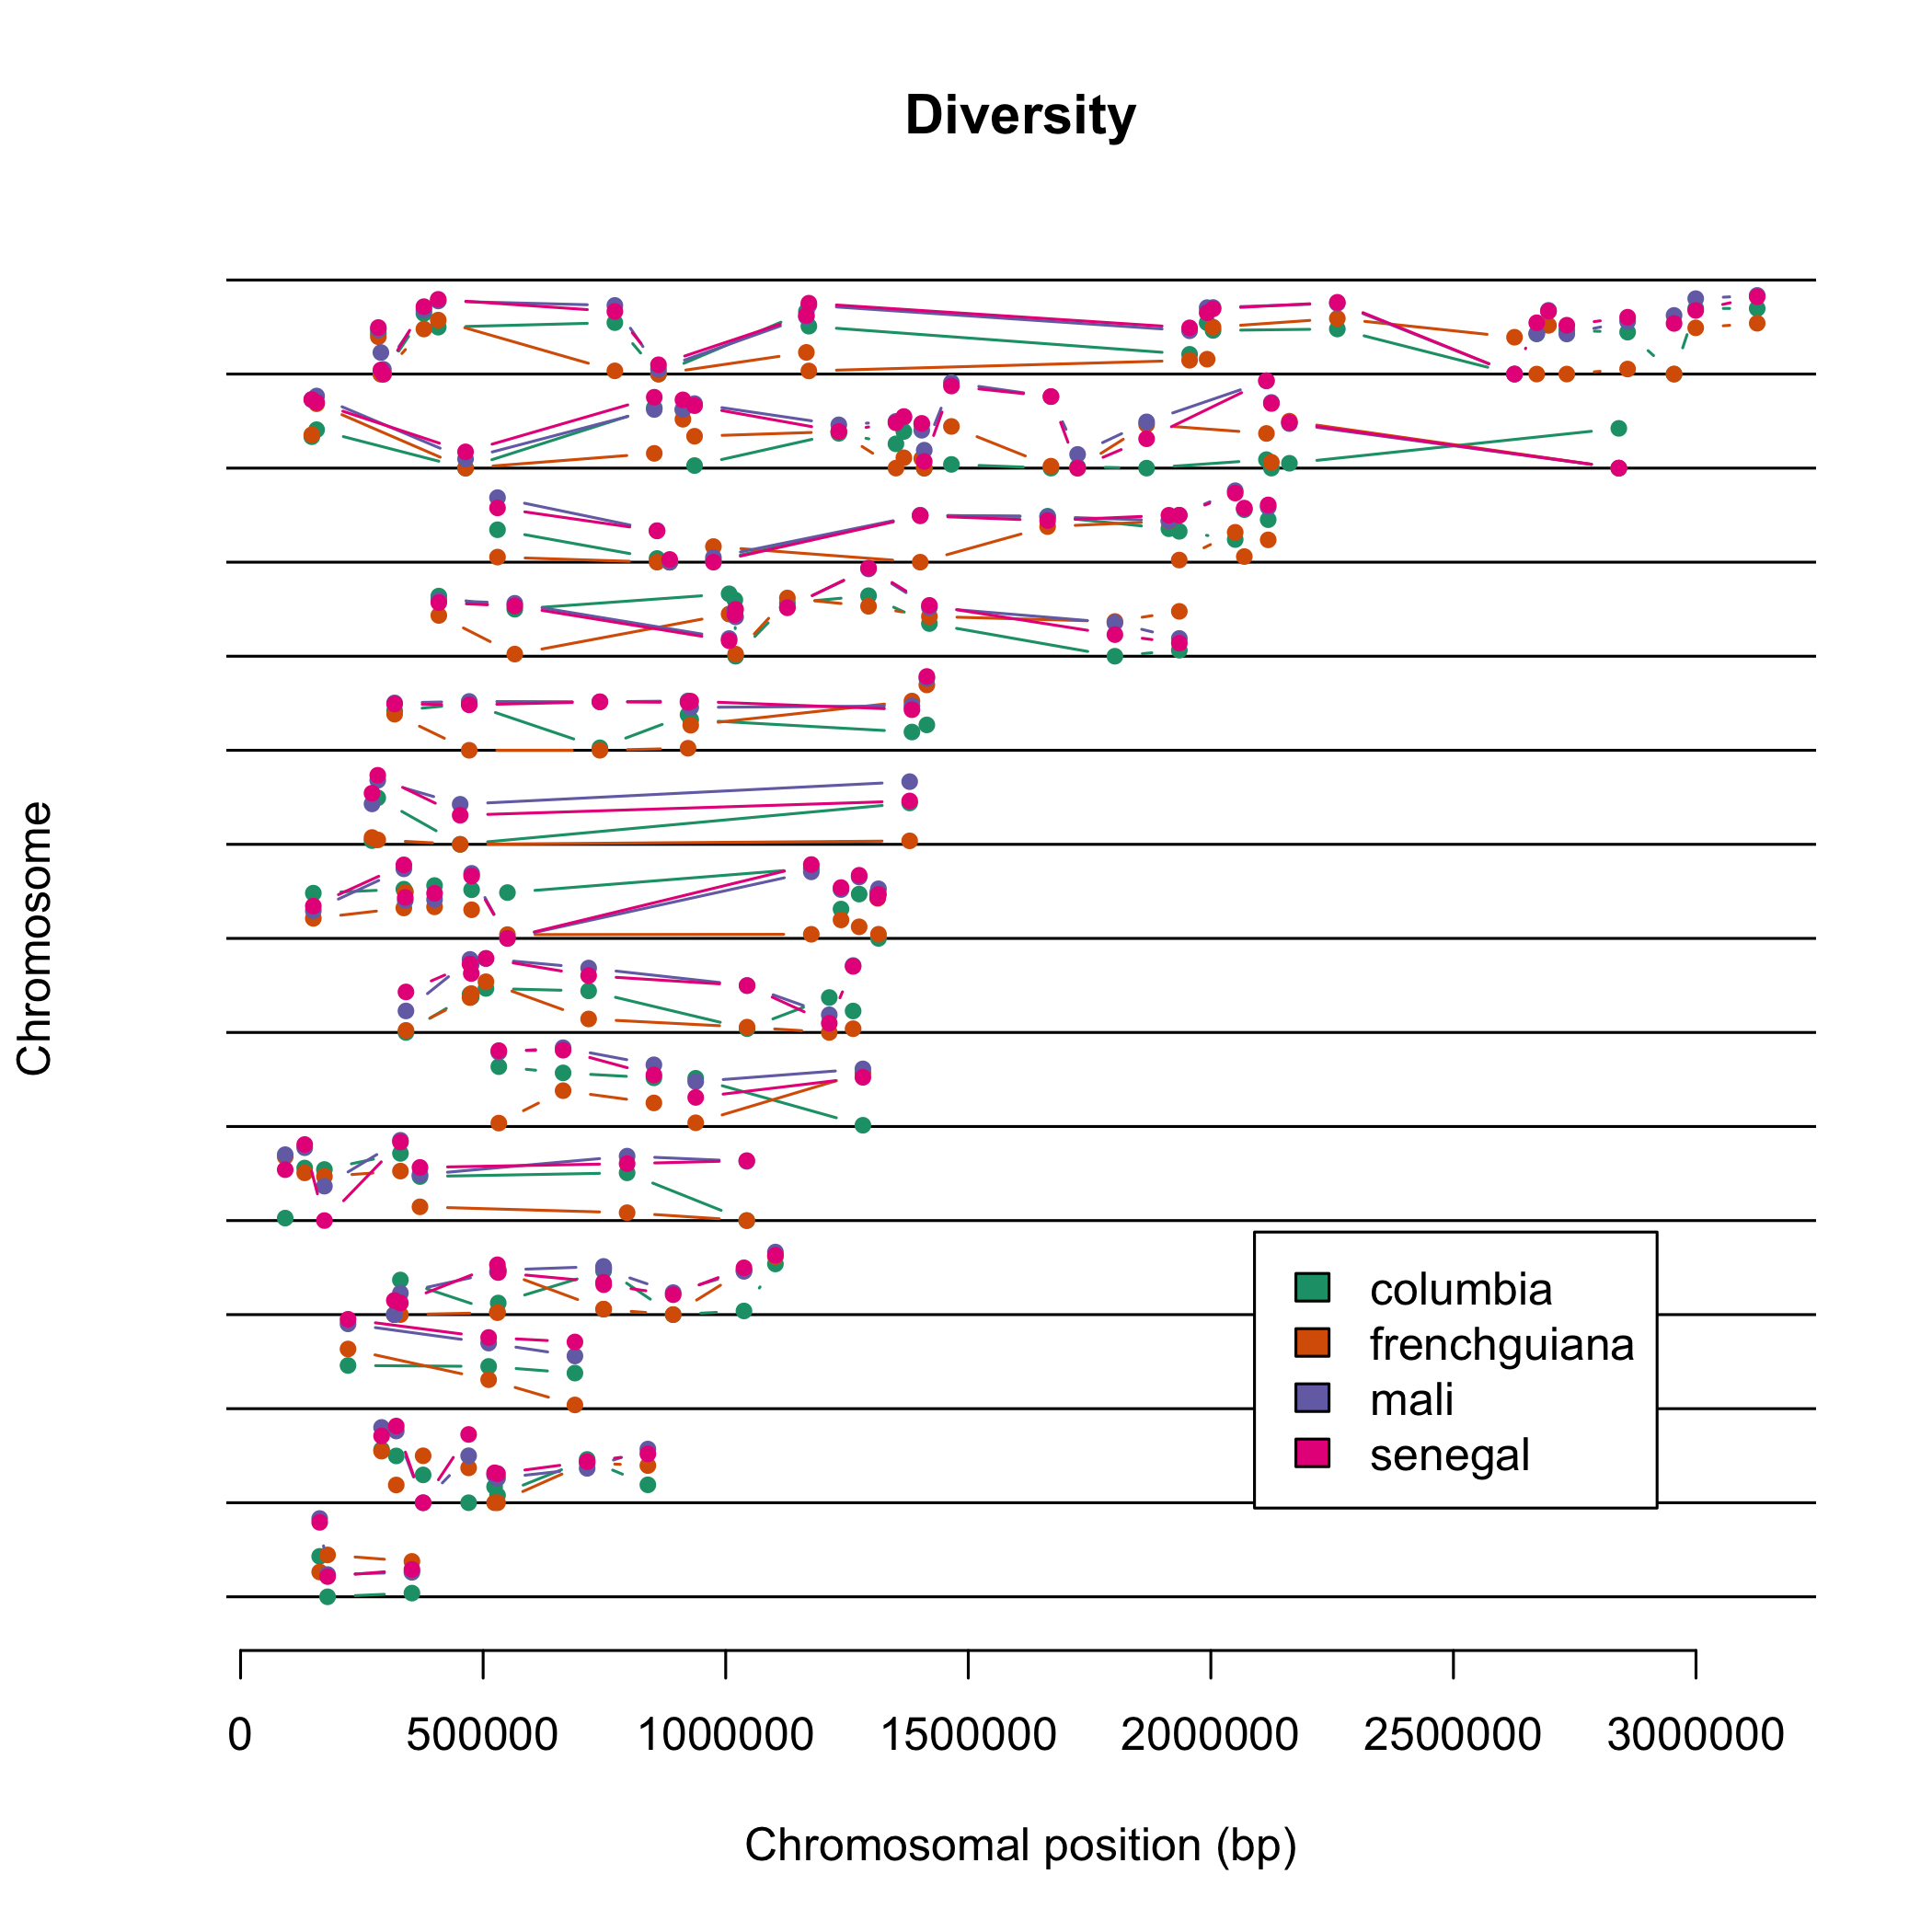 Diversity
Chromosome
columbia
frenchguiana
mali
senegal
0 500000 1000000 1500000 2000000 2500000 3000000
Chromosomal position (bp)